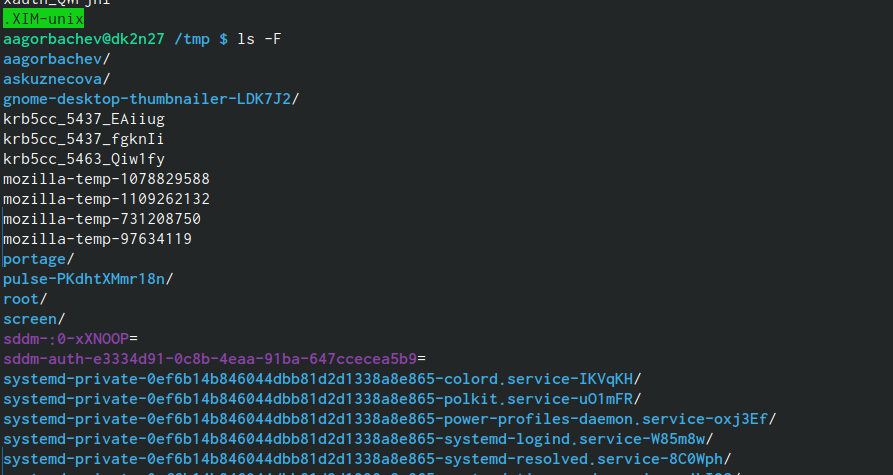 .XIM-unix
aagorbachev@dk2n27 /tmp $ ls -F
aagorbachev/
askuznecova/
gnome-desktop-thumbnailer-LDK7J2/
krb5cc_5437_EAiiug
krb5cc_5437_fgknIi
krb5cc_5463_Qiw1fy
mozilla-temp-1078829588
mozilla-temp-1109262132
mozilla-temp-731208750
mozilla-temp-97634119
portage/
pulse-PKdhtXMmr18n/
root/
screen/
sddm-:0-xXNOOP=
sddm-auth-e3334d91-0c8b-4eaa-91ba-647ccecea5b9=
systemd-private-0ef6b14b846044dbb81d2d1338a8e865-colord.service-IKVqKH/
systemd-private-0ef6b14b846044dbb81d2d1338a8e865-polkit.service-uO1mFR/
systemd-private-0ef6b14b846044dbb81d2d1338a8e865-power-profiles-daemon.service-oxj3Ef/
systemd-private-0ef6b14b846044dbb81d2d1338a8e865-systemd-logind.service-W85m8w/
systemd-private-0ef6b14b846044dbb81d2d1338a8e865-systemd-resolved.service-8C0Wph/